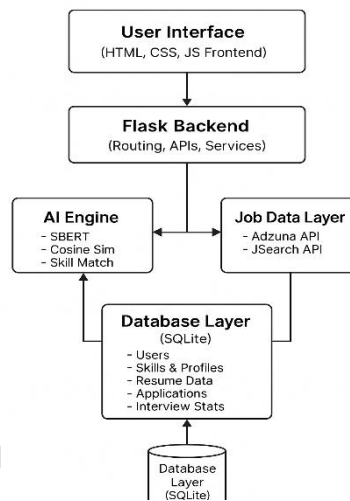 User Interface
(HTML, CSS, JS Frontend)
Flask Backend
(Routing, APIs, Services)
AI Engine
- SBERT
- Cosine Sim
- Skill Match
Job Data Layer
- Adzuna API
- JSearch API
Database Layer
(SQLite)
- Users
- Skills & Profiles
- Resume Data
- Applications
- Interview Stats
Database
Layer
(SQLite)